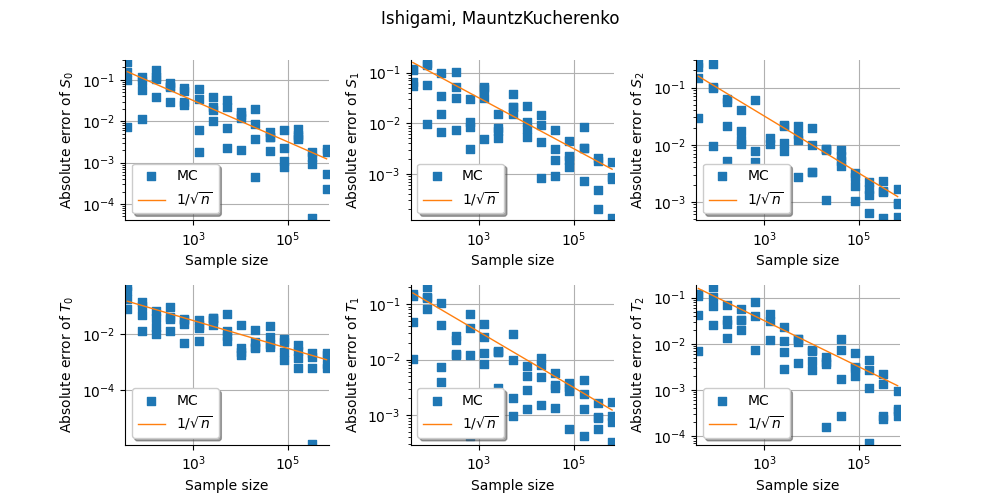 Ishigami, MauntzKucherenko
Absolute error of S₀
10⁻¹
10⁻²
10⁻³
10⁻⁴
MC
1/√n
10³ 10⁵
Sample size
Absolute error of S₁
10⁻¹
10⁻²
10⁻³
MC
1/√n
10³ 10⁵
Sample size
Absolute error of S₂
10⁻¹
10⁻²
10⁻³
MC
1/√n
10³ 10⁵
Sample size
Absolute error of T₀
10⁻²
10⁻⁴
MC
1/√n
10³ 10⁵
Sample size
Absolute error of T₁
10⁻¹
10⁻²
10⁻³
MC
1/√n
10³ 10⁵
Sample size
Absolute error of T₂
10⁻¹
10⁻²
10⁻³
10⁻⁴
MC
1/√n
10³ 10⁵
Sample size